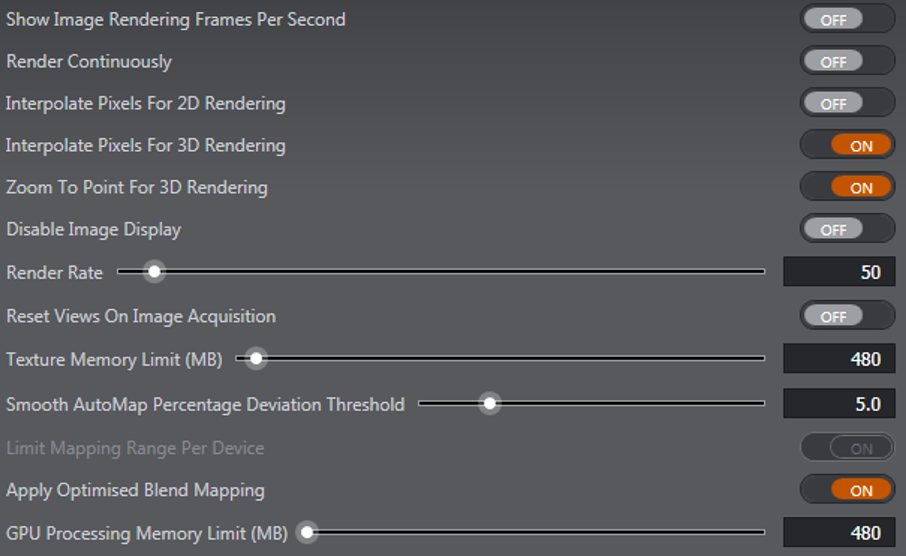 Show Image Rendering Frames Per Second OFF
Render Continuously OFF
Interpolate Pixels For 2D Rendering OFF
Interpolate Pixels For 3D Rendering ON
Zoom To Point For 3D Rendering ON
Disable Image Display OFF
Render Rate 50
Reset Views On Image Acquisition OFF
Texture Memory Limit (MB) 480
Smooth AutoMap Percentage Deviation Threshold 5.0
Limit Mapping Range Per Device ON
Apply Optimised Blend Mapping ON
GPU Processing Memory Limit (MB) 480